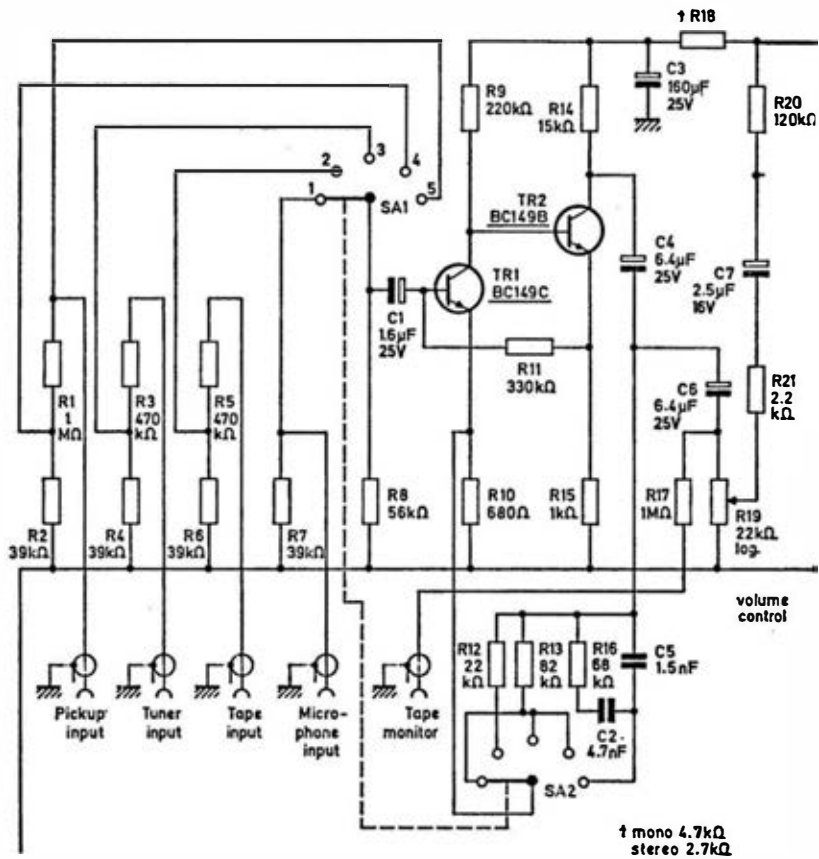 † R18
C3
160µF
25V
R9
220kΩ
R14
15kΩ
R20
120kΩ
3
2
4
1
5
SA1
TR2
BC149B
TR1
BC149C
C4
6.4µF
25V
C7
2.5µF
16V
C1
1.6µF
25V
R11
330kΩ
C6
6.4µF
25V
R21
2.2
kΩ
R1
1
MΩ
R3
470
kΩ
R5
470
kΩ
R8
56kΩ
R10
680Ω
R15
1kΩ
R17
1MΩ
R19
22kΩ
log.
R2
39kΩ
R4
39kΩ
R6
39kΩ
R7
39kΩ
volume
control
R12
22
kΩ
R13
82
kΩ
R16
68
kΩ
C5
1.5nF
C2
4.7nF
Pickup
input
Tuner
input
Tape
input
Micro-
phone
input
Tape
monitor
SA2
† mono 4.7kΩ
stereo 2.7kΩ